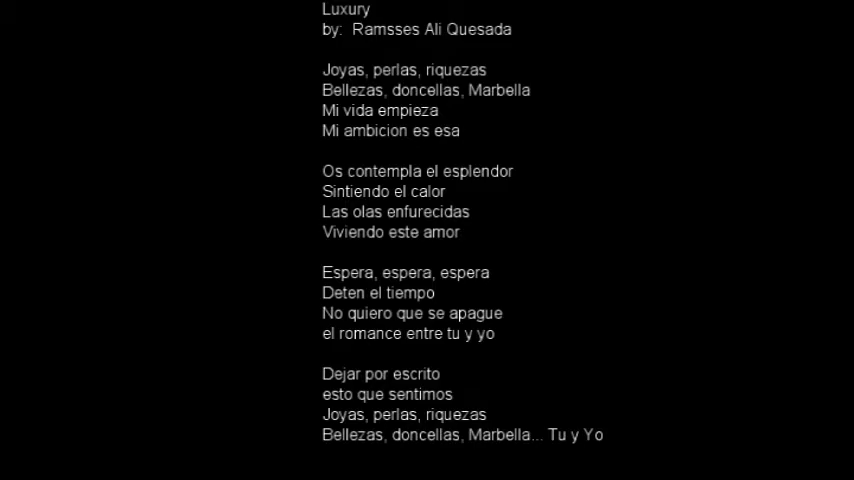 Luxury
by:  Ramsses Ali Quesada
Joyas, perlas, riquezas
Bellezas, doncellas, Marbella
Mi vida empieza
Mi ambicion es esa
Os contempla el esplendor
Sintiendo el calor
Las olas enfurecidas
Viviendo este amor
Espera, espera, espera
Deten el tiempo
No quiero que se apague
el romance entre tu y yo
Dejar por escrito
esto que sentimos
Joyas, perlas, riquezas
Bellezas, doncellas, Marbella... Tu y Yo